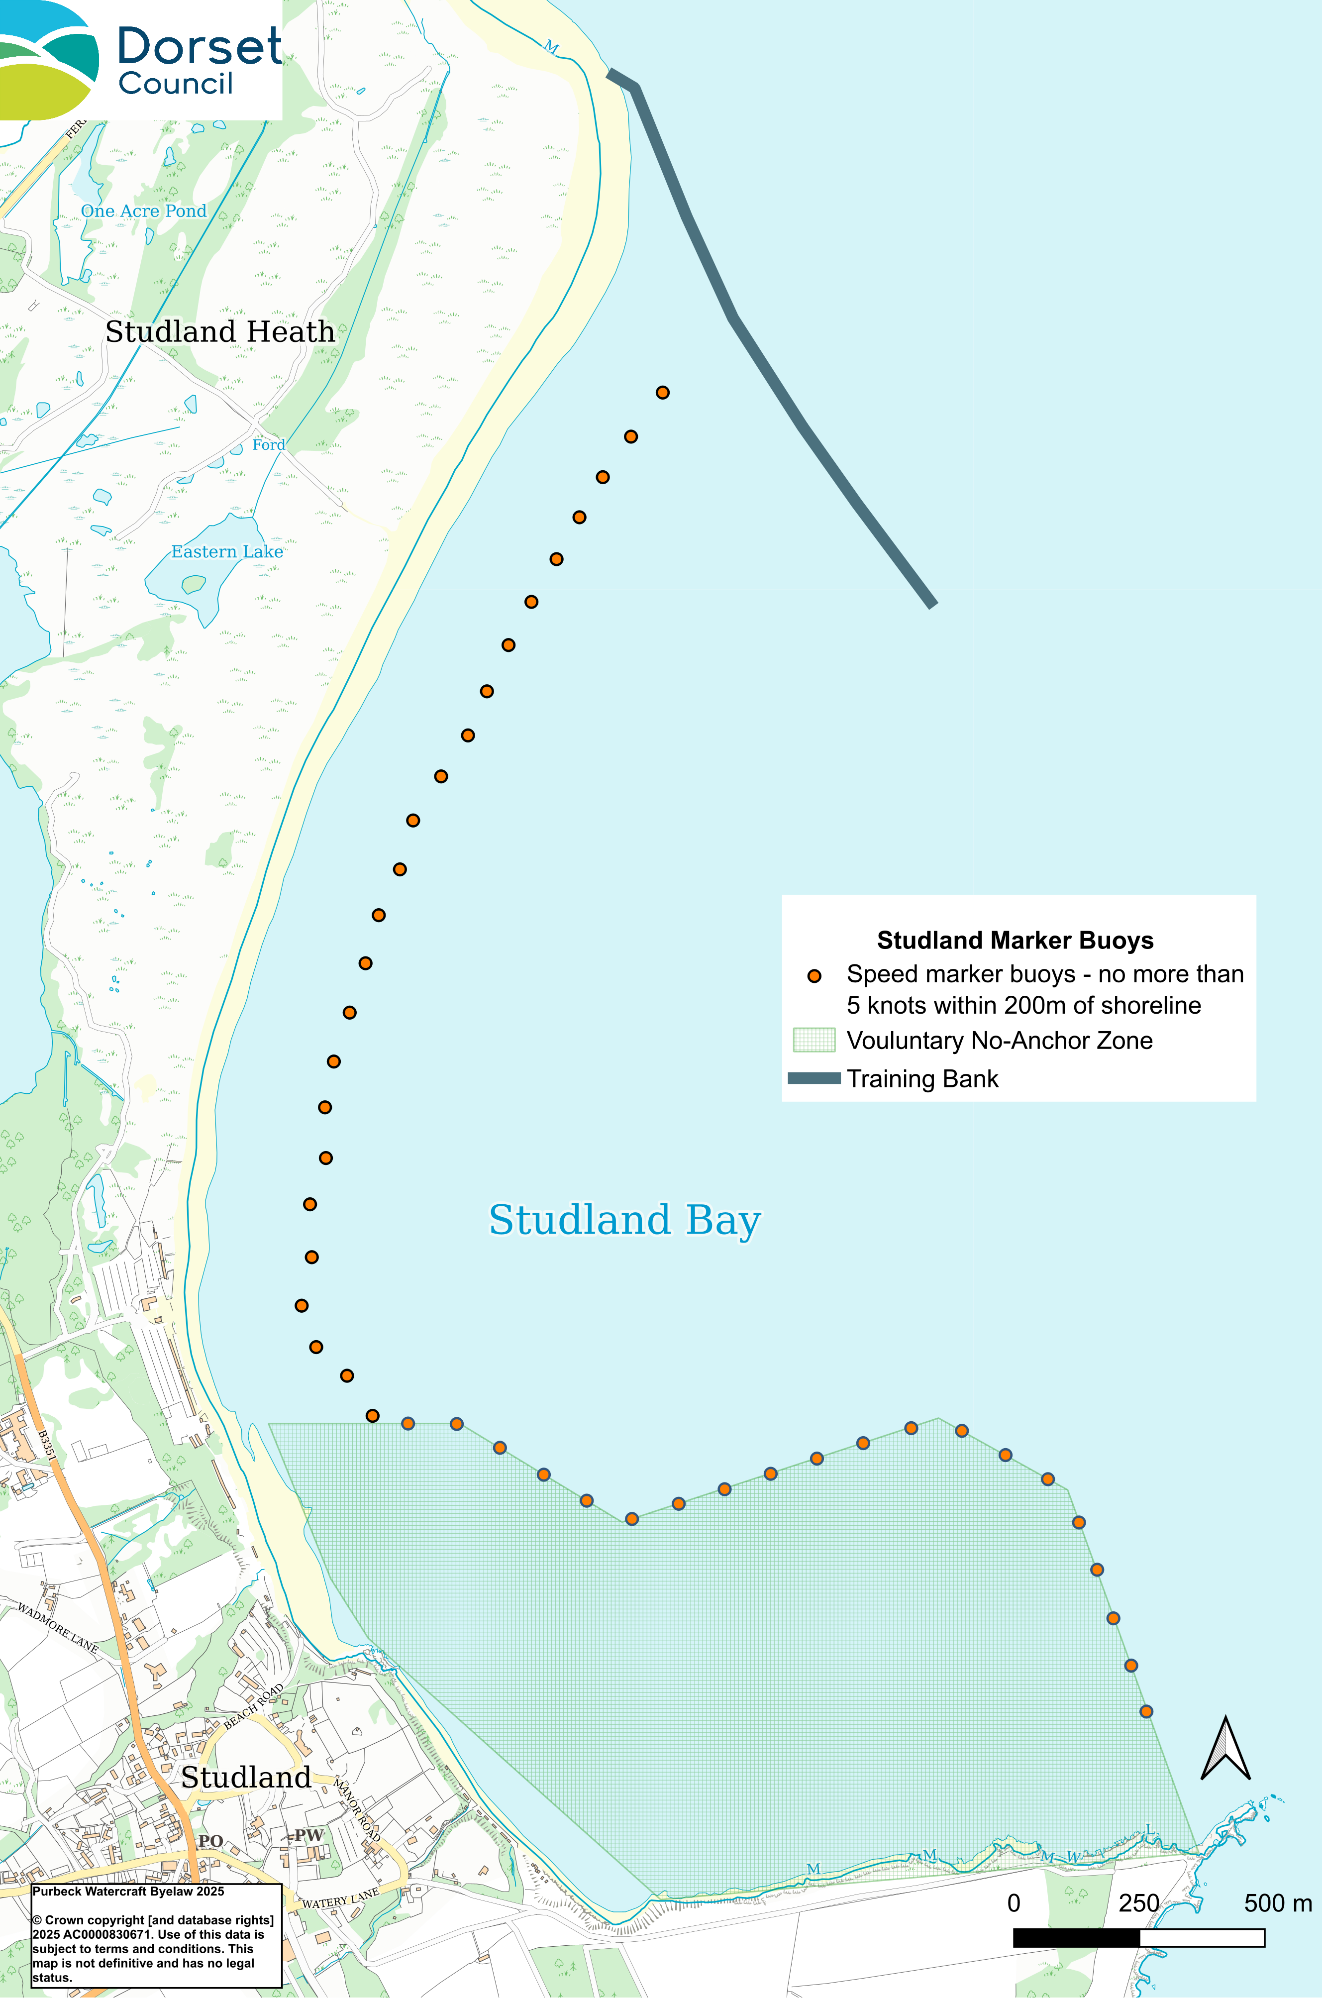 Dorset
Council
M
One Acre Pond
Studland Heath
Ford
Eastern Lake
Studland Marker Buoys
Speed marker buoys - no more than
5 knots within 200m of shoreline
Vouluntary No-Anchor Zone
Training Bank
Studland Bay
B3351
WADMORE LANE
BEACH ROAD
Studland
MANOR ROAD
PO
PW
WATERY LANE
M
M
M W
L
0 250 500 m
Purbeck Watercraft Byelaw 2025
© Crown copyright [and database rights]
2025 AC0000830671. Use of this data is
subject to terms and conditions. This
map is not definitive and has no legal
status.